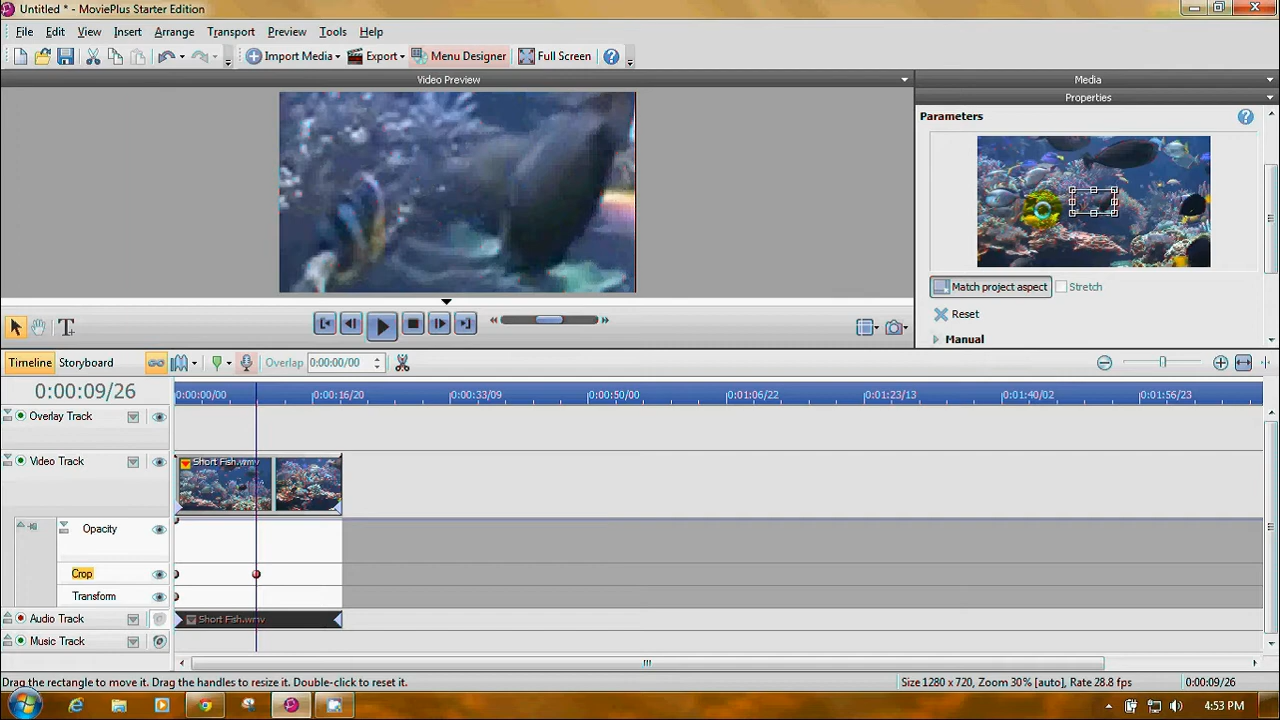 Untitled * - MoviePlus Starter Edition
File Edit View Insert Arrange Transport Preview Tools Help
Import Media Export Menu Designer Full Screen
Video Preview
Media
Properties
Parameters
Match project aspect Stretch
Reset
Manual
Timeline Storyboard Overlap 0:00:00/00
0:00:09/26 0:00:00/00 0:00:16/20 0:00:33/09 0:00:50/00 0:01:06/22 0:01:23/13 0:01:40/02 0:01:56/23
Overlay Track
Video Track Short Fish.wmv
Opacity
Crop
Transform
Audio Track Short Fish.wmv
Music Track
Drag the rectangle to move it. Drag the handles to resize it. Double-click to reset it. Size 1280 x 720, Zoom 30% [auto], Rate 28.8 fps 0:00:09/26
4:53 PM